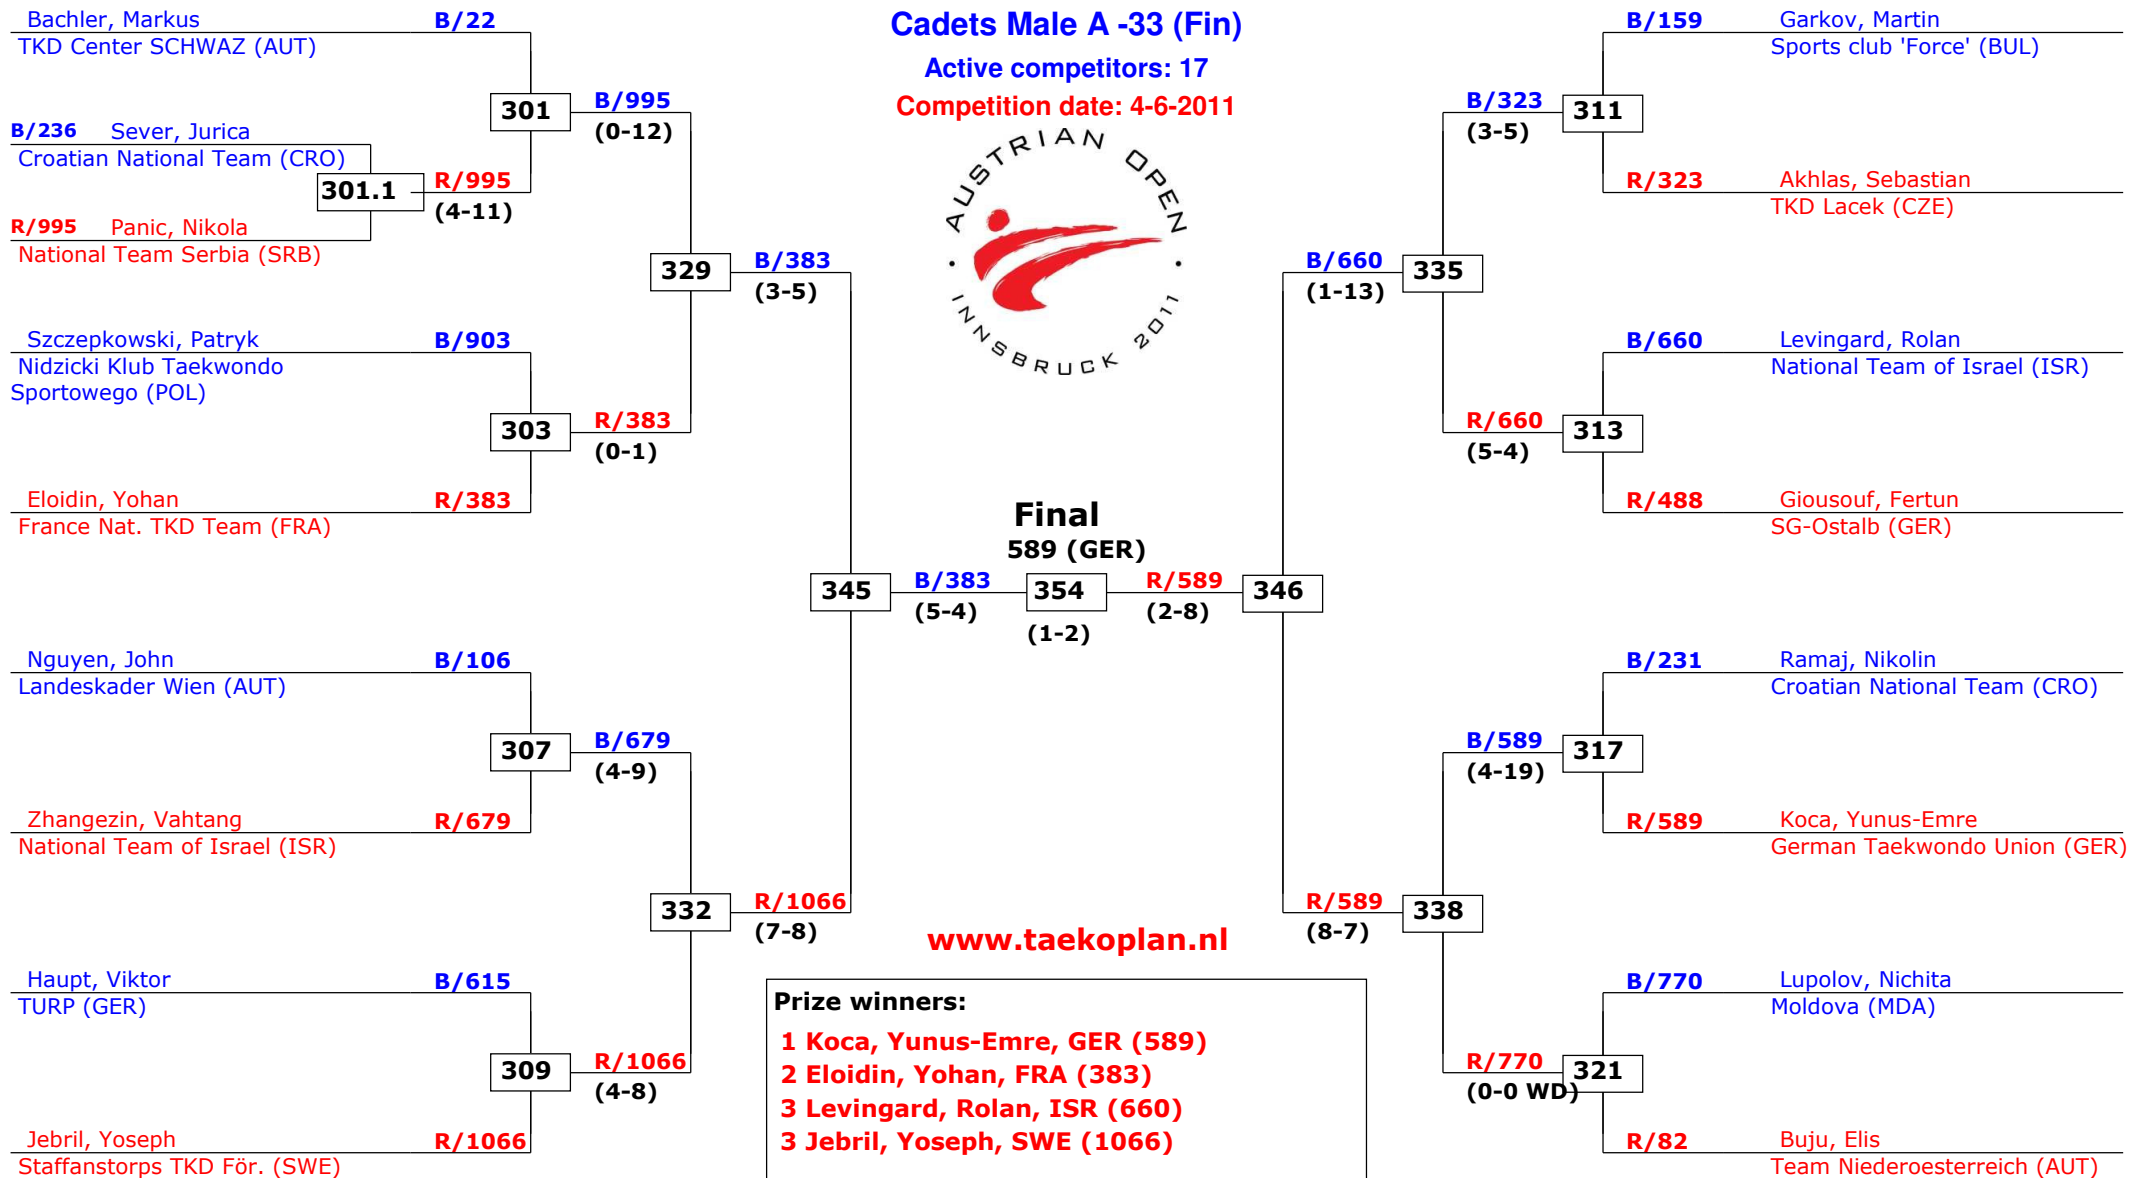 Cadets Male A -33 (Fin)
Active competitors: 17
Competition date: 4-6-2011
AUSTRIAN OPEN
INNSBRUCK 2011
Bachler, Markus
B/22
TKD Center SCHWAZ (AUT)
301
B/995
(0-12)
B/236
Sever, Jurica
Croatian National Team (CRO)
301.1
R/995
(4-11)
R/995
Panic, Nikola
National Team Serbia (SRB)
329
B/383
(3-5)
Szczepkowski, Patryk
B/903
Nidzicki Klub Taekwondo
Sportowego (POL)
303
R/383
(0-1)
Eloidin, Yohan
R/383
France Nat. TKD Team (FRA)
345
B/383
(5-4)
Nguyen, John
B/106
Landeskader Wien (AUT)
307
B/679
(4-9)
Zhangezin, Vahtang
R/679
National Team of Israel (ISR)
332
R/1066
(7-8)
Haupt, Viktor
B/615
TURP (GER)
309
R/1066
(4-8)
Jebril, Yoseph
R/1066
Staffanstorps TKD För. (SWE)
Final
589 (GER)
354
(1-2)
R/589
(2-8)
346
B/159
Garkov, Martin
Sports club 'Force' (BUL)
B/323
(3-5)
311
R/323
Akhlas, Sebastian
TKD Lacek (CZE)
B/660
(1-13)
335
B/660
Levingard, Rolan
National Team of Israel (ISR)
R/660
(5-4)
313
R/488
Giousouf, Fertun
SG-Ostalb (GER)
B/231
Ramaj, Nikolin
Croatian National Team (CRO)
B/589
(4-19)
317
R/589
Koca, Yunus-Emre
German Taekwondo Union (GER)
R/589
(8-7)
338
B/770
Lupolov, Nichita
Moldova (MDA)
R/770
(0-0 WD)
321
R/82
Buju, Elis
Team Niederoesterreich (AUT)
www.taekoplan.nl
Prize winners:
1 Koca, Yunus-Emre, GER (589)
2 Eloidin, Yohan, FRA (383)
3 Levingard, Rolan, ISR (660)
3 Jebril, Yoseph, SWE (1066)